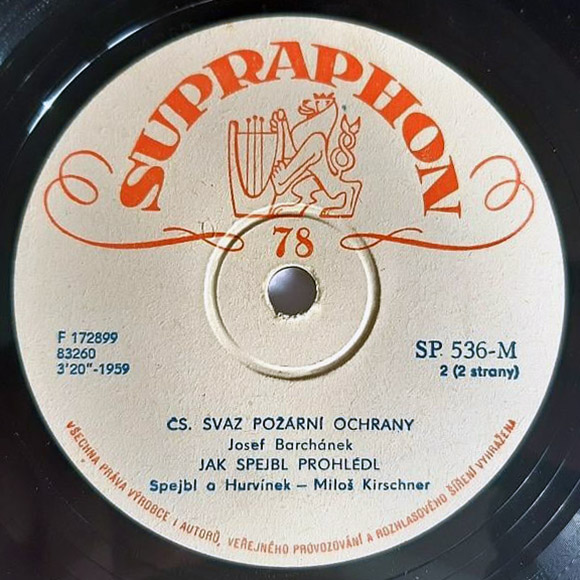 SUPRAPHON
78
F 172899
83260
3'20"-1959
SP. 536-M
2 (2 strany)
ČS. SVAZ POŽÁRNÍ OCHRANY
Josef Barchánek
JAK SPEJBL PROHLÉDL
Spejbl a Hurvínek – Miloš Kirschner
VŠECHNA PRÁVA VÝROBCE I AUTORŮ, VEŘEJNÉHO PROVOZOVÁNÍ A ROZHLASOVÉHO ŠÍŘENÍ VYHRAŽENA